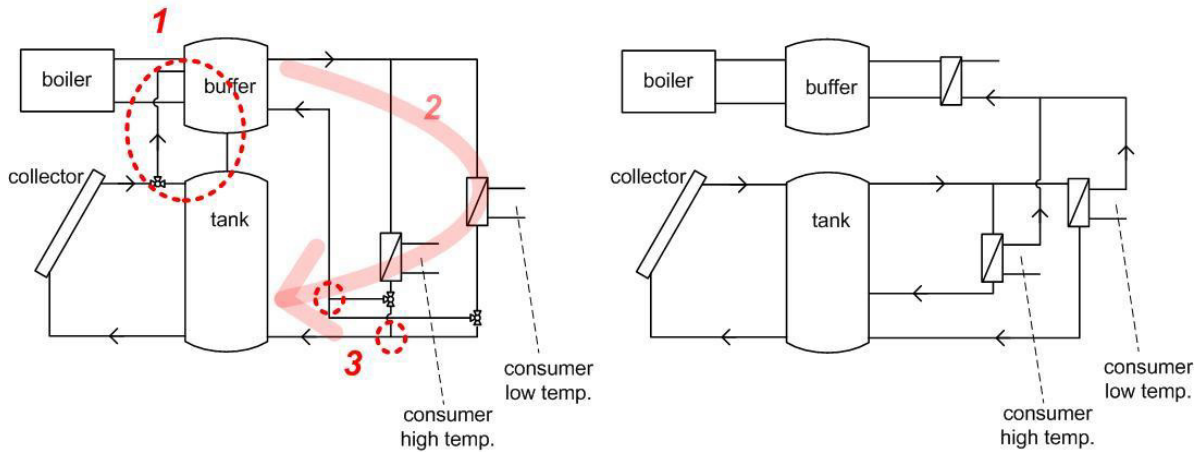 1
boiler
buffer
2
collector
tank
3
consumer
low temp.
consumer
high temp.
boiler
buffer
collector
tank
consumer
low temp.
consumer
high temp.